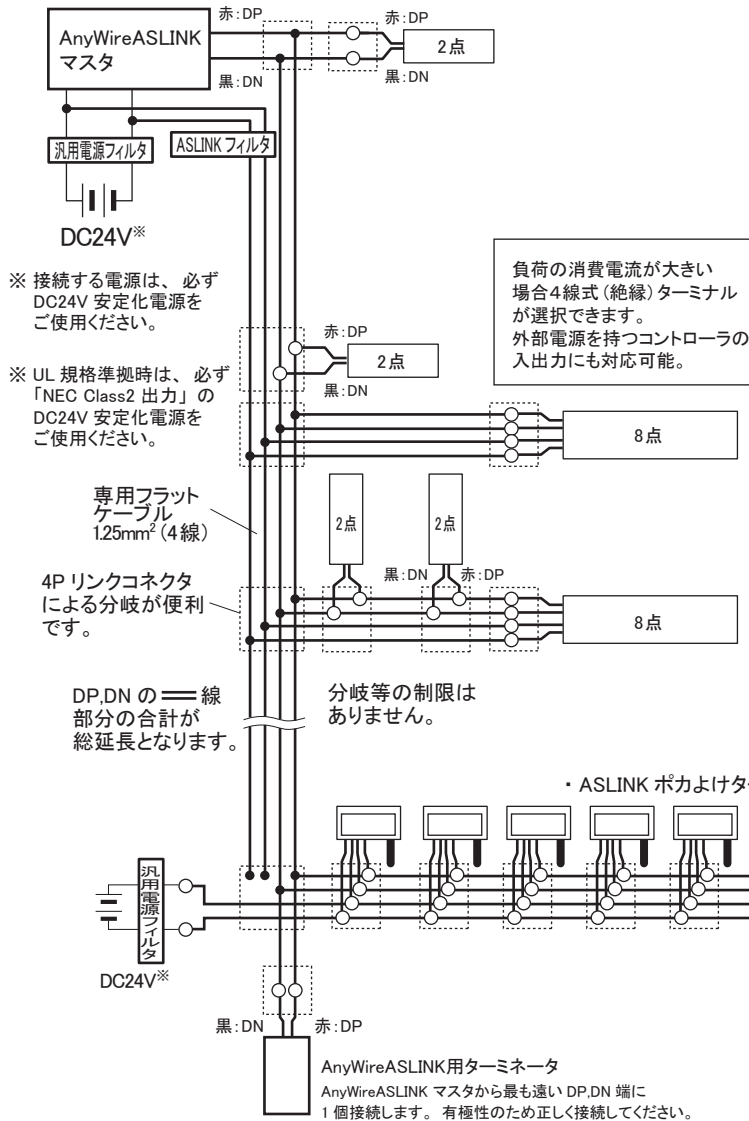 赤:DP
赤:DP
AnyWireASLINK
マスタ
2点
黒:DN
黒:DN
汎用電源フィルタ
ASLINK フィルタ
DC24V※
※ 接続する電源は、必ず
DC24V 安定化電源を
ご使用ください。
負荷の消費電流が大きい
場合4線式(絶縁)ターミナル
が選択できます。
外部電源を持つコントローラの
入出力にも対応可能。
赤:DP
2点
黒:DN
※ UL 規格準拠時は、必ず
「NEC Class2 出力」の
DC24V 安定化電源を
ご使用ください。
8点
専用フラット
ケーブル
1.25mm²(4線)
2点
2点
黒:DN
赤:DP
4P リンクコネクタ
による分岐が便利
です。
8点
DP,DN の 線
部分の合計が
総延長となります。
分岐等の制限は
ありません。
・ASLINK ポカよけタ
汎用電源フィルタ
DC24V※
黒:DN
赤:DP
AnyWireASLINK用ターミネータ
AnyWireASLINK マスタから最も遠い DP,DN 端に
1 個接続します。有極性のため正しく接続してください。